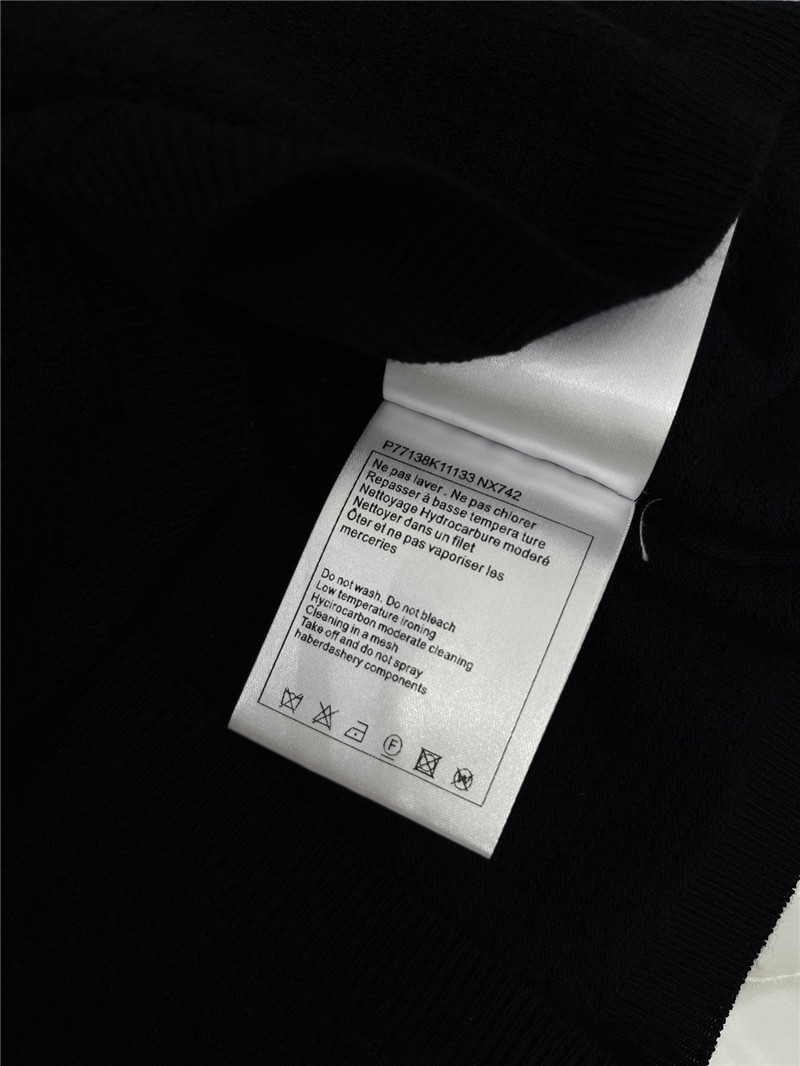 P77138K11133 NX742
Ne pas laver . Ne pas chlorer
Repasser à basse tempera ture
Nettoyage Hydrocarbure modéré
Nettoyer dans un filet
Ôter et ne pas vaporiser les
merceries
Do not wash. Do not bleach
Low temperature ironing
Hycirocarbon moderate cleaning
Cleaning in a mesh
Take off and do not spray
haberdashery components
F
W